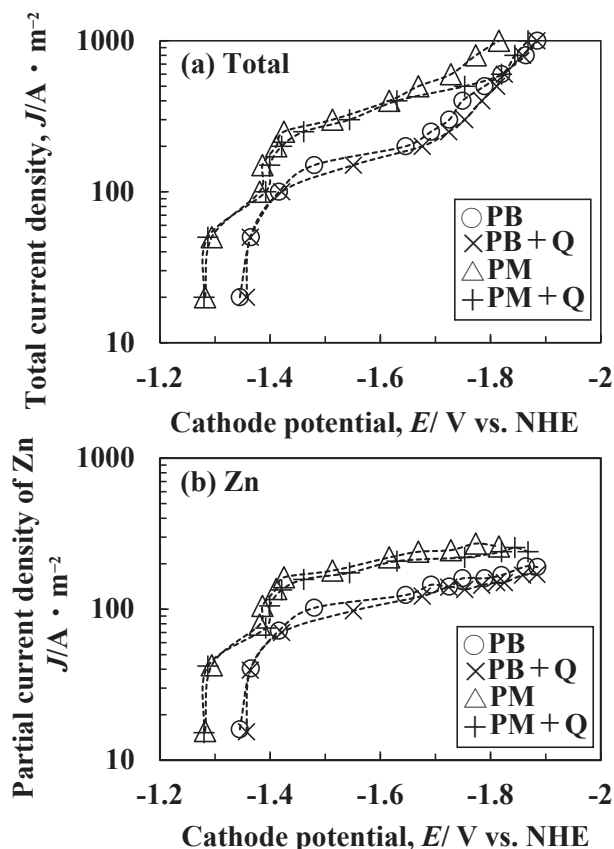 (a) Total
Total current density, J/A・m⁻²
1000
100
10
PB
PB + Q
PM
PM + Q
-1.2 -1.4 -1.6 -1.8 -2
Cathode potential, E/ V vs. NHE
(b) Zn
Partial current density of Zn
J/A・m⁻²
1000
100
10
PB
PB + Q
PM
PM + Q
-1.2 -1.4 -1.6 -1.8 -2
Cathode potential, E/ V vs. NHE